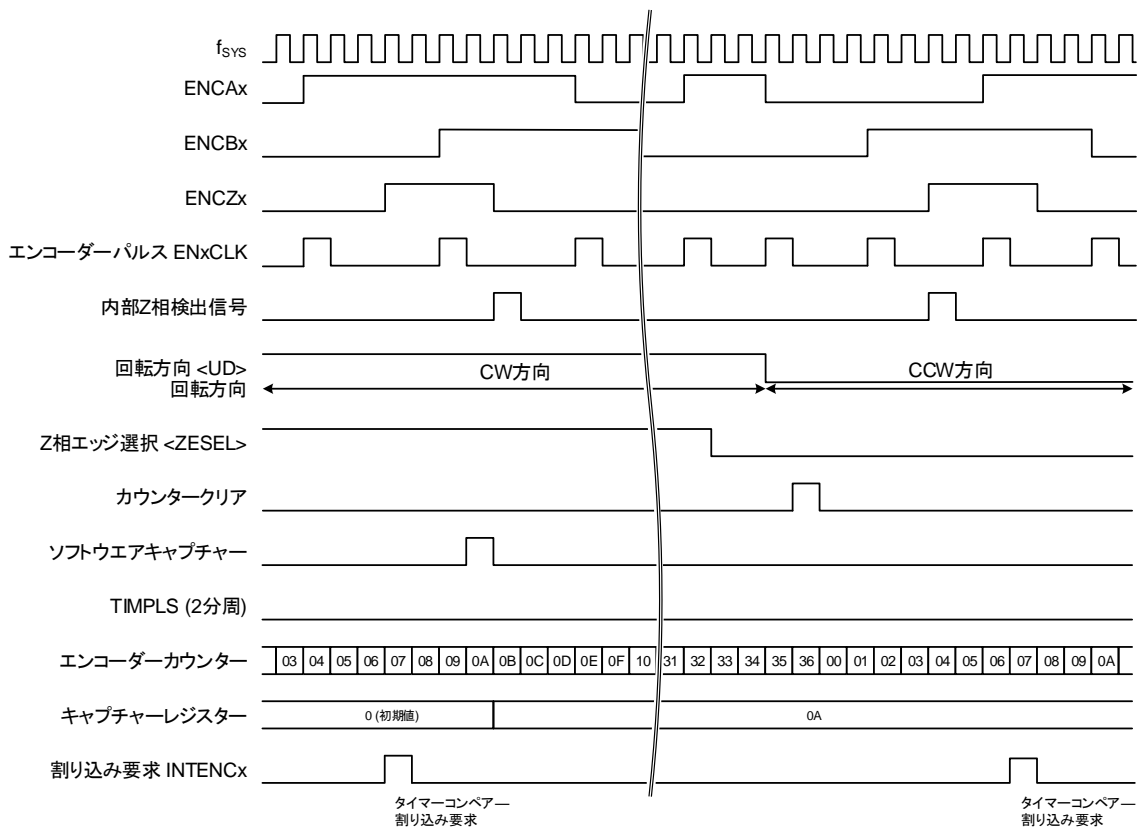 fSYS
ENCAx
ENCBx
ENCZx
エンコーダーパルス ENxCLK
内部Z相検出信号
回転方向 <UD>
回転方向
CW方向
CCW方向
Z相エッジ選択 <ZESEL>
カウンタークリア
ソフトウエアキャプチャー
TIMPLS (2分周)
エンコーダーカウンター
03 04 05 06 07 08 09 0A 0B 0C 0D 0E 0F 10 31 32 33 34 35 36 00 01 02 03 04 05 06 07 08 09 0A
キャプチャーレジスター
0 (初期値)
0A
割り込み要求 INTENCx
タイマーコンペアー
割り込み要求
タイマーコンペアー
割り込み要求